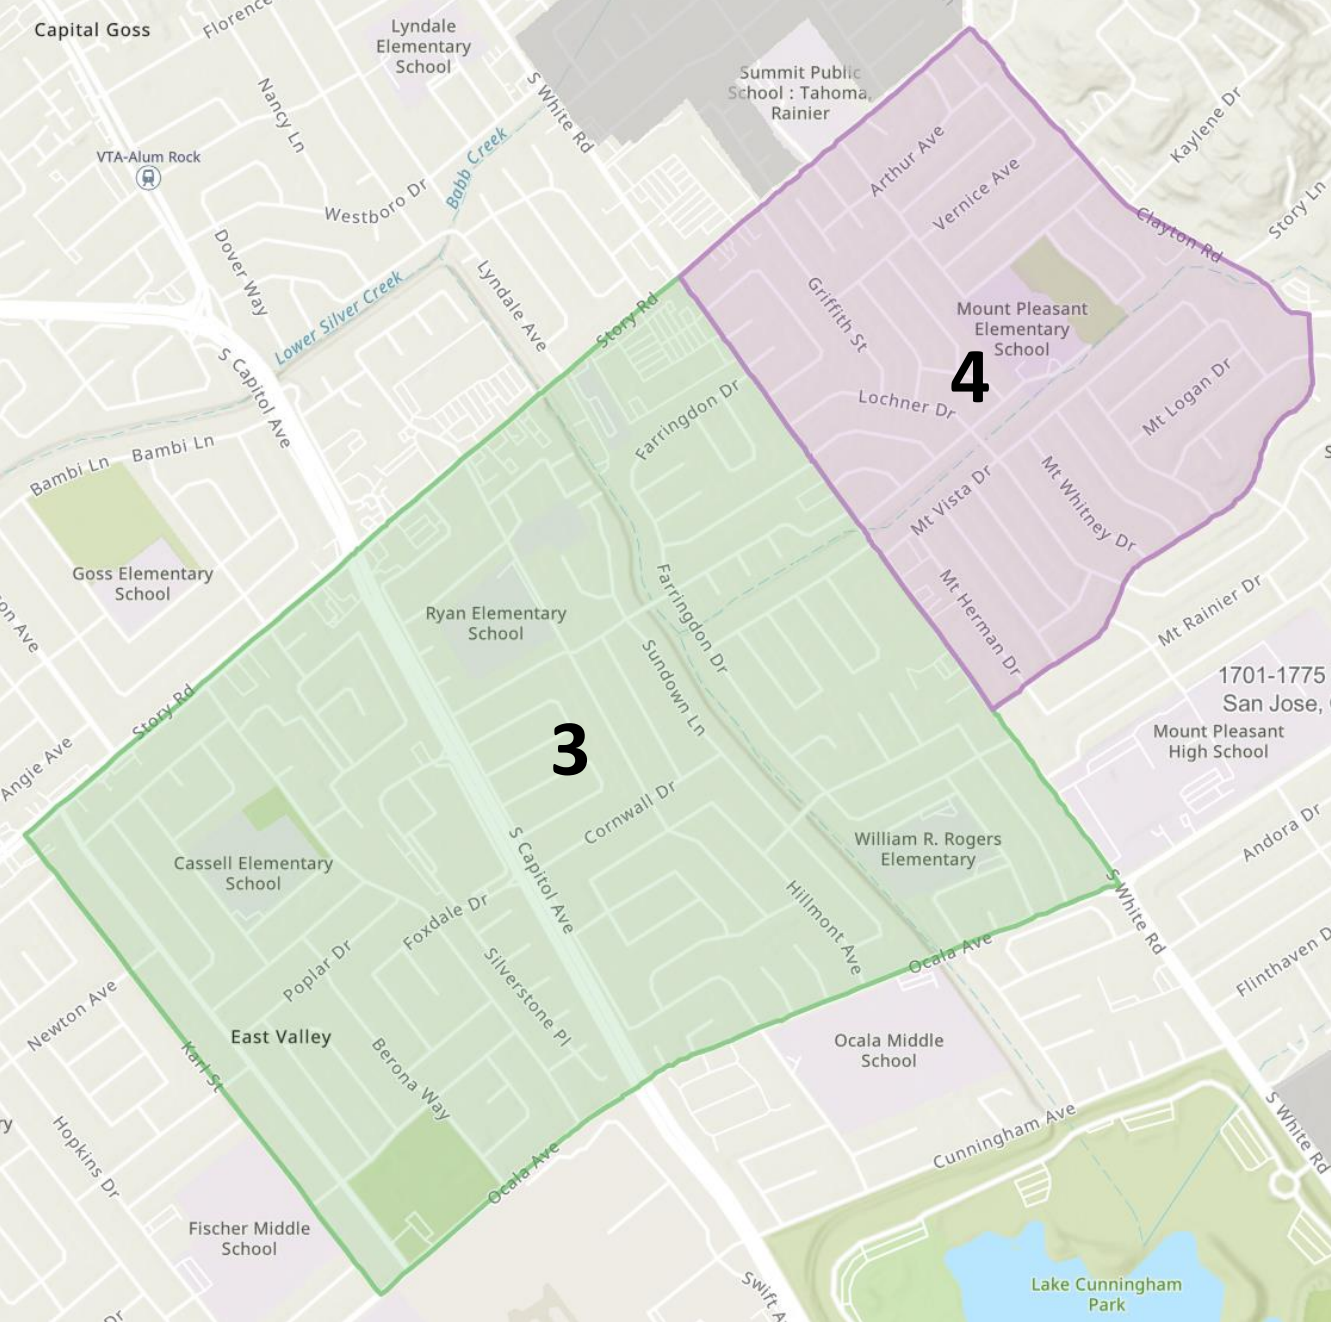 Capital Goss
Florence
Lyndale
Elementary
School
Nancy Ln
S White Rd
Summit Public
School : Tahoma,
Rainier
Kaylene Dr
Arthur Ave
Vernice Ave
VTA-Alum Rock
Babb Creek
Westboro Dr
Story Ln
Clayton Rd
Dover Way
Lyndale Ave
Lower Silver Creek
Story Rd
Griffith St
Mount Pleasant
Elementary
School
4
S Capitol Ave
Farringdon Dr
Lochner Dr
Mt Logan Dr
Bambi Ln
Bambi Ln
Mt Vista Dr
Mt Whitney Dr
Goss Elementary
School
on Ave
Ryan Elementary
School
Farringdon Dr
Mt Herman Dr
Mt Rainier Dr
Sundown Ln
1701-1775
San Jose,
Story Rd
3
Mount Pleasant
High School
Angie Ave
Cornwall Dr
Andora Dr
William R. Rogers
Elementary
Cassell Elementary
School
S Capitol Ave
Foxdale Dr
Hillmont Ave
S White Rd
Poplar Dr
Silverstone Pl
Ocala Ave
Flinthaven D
Newton Ave
East Valley
Karl St
Berona Way
Ocala Middle
School
Hopkins Dr
Cunningham Ave
S White Rd
Ocala Ave
Fischer Middle
School
Swift A
Lake Cunningham
Park
Dr